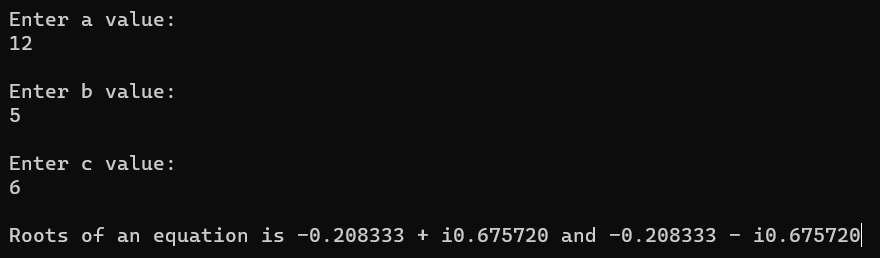 Enter a value:
12
Enter b value:
5
Enter c value:
6
Roots of an equation is -0.208333 + i0.675720 and -0.208333 - i0.675720